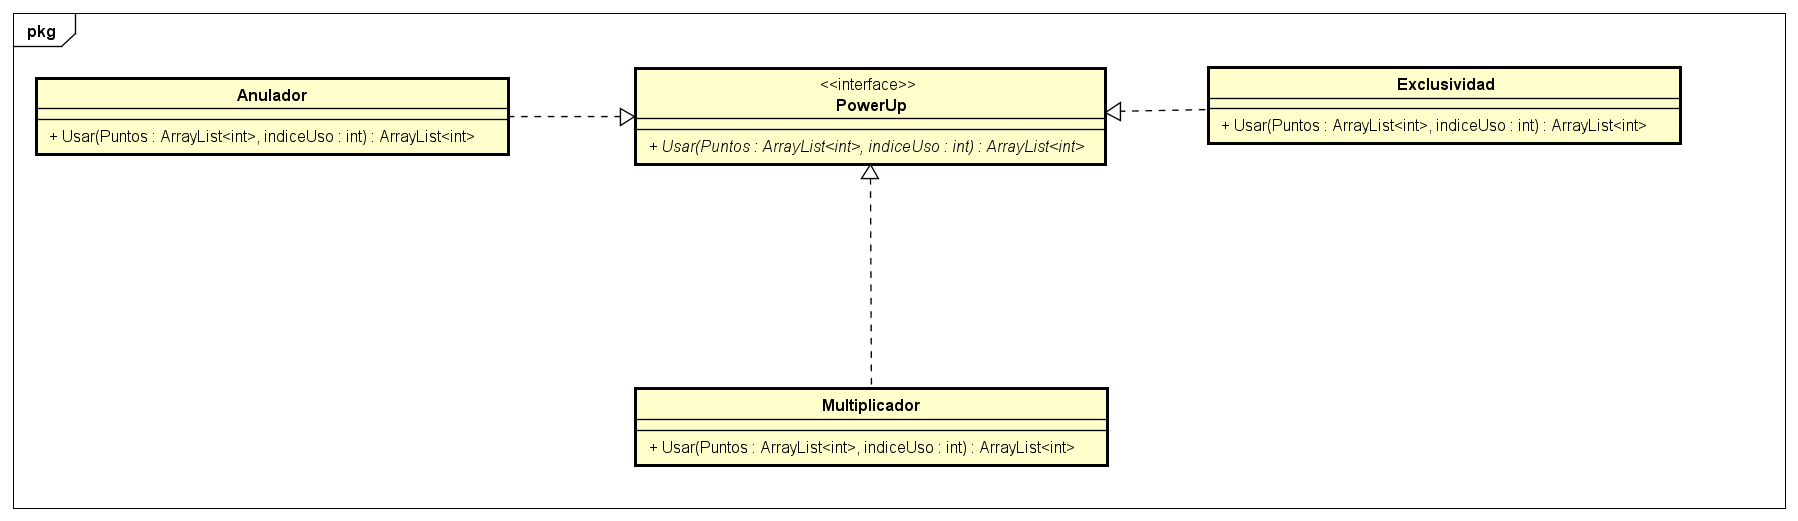 pkg
Anulador
+ Usar(Puntos : ArrayList<int>, indiceUso : int) : ArrayList<int>
<<interface>>
PowerUp
+ Usar(Puntos : ArrayList<int>, indiceUso : int) : ArrayList<int>
Exclusividad
+ Usar(Puntos : ArrayList<int>, indiceUso : int) : ArrayList<int>
Multiplicador
+ Usar(Puntos : ArrayList<int>, indiceUso : int) : ArrayList<int>